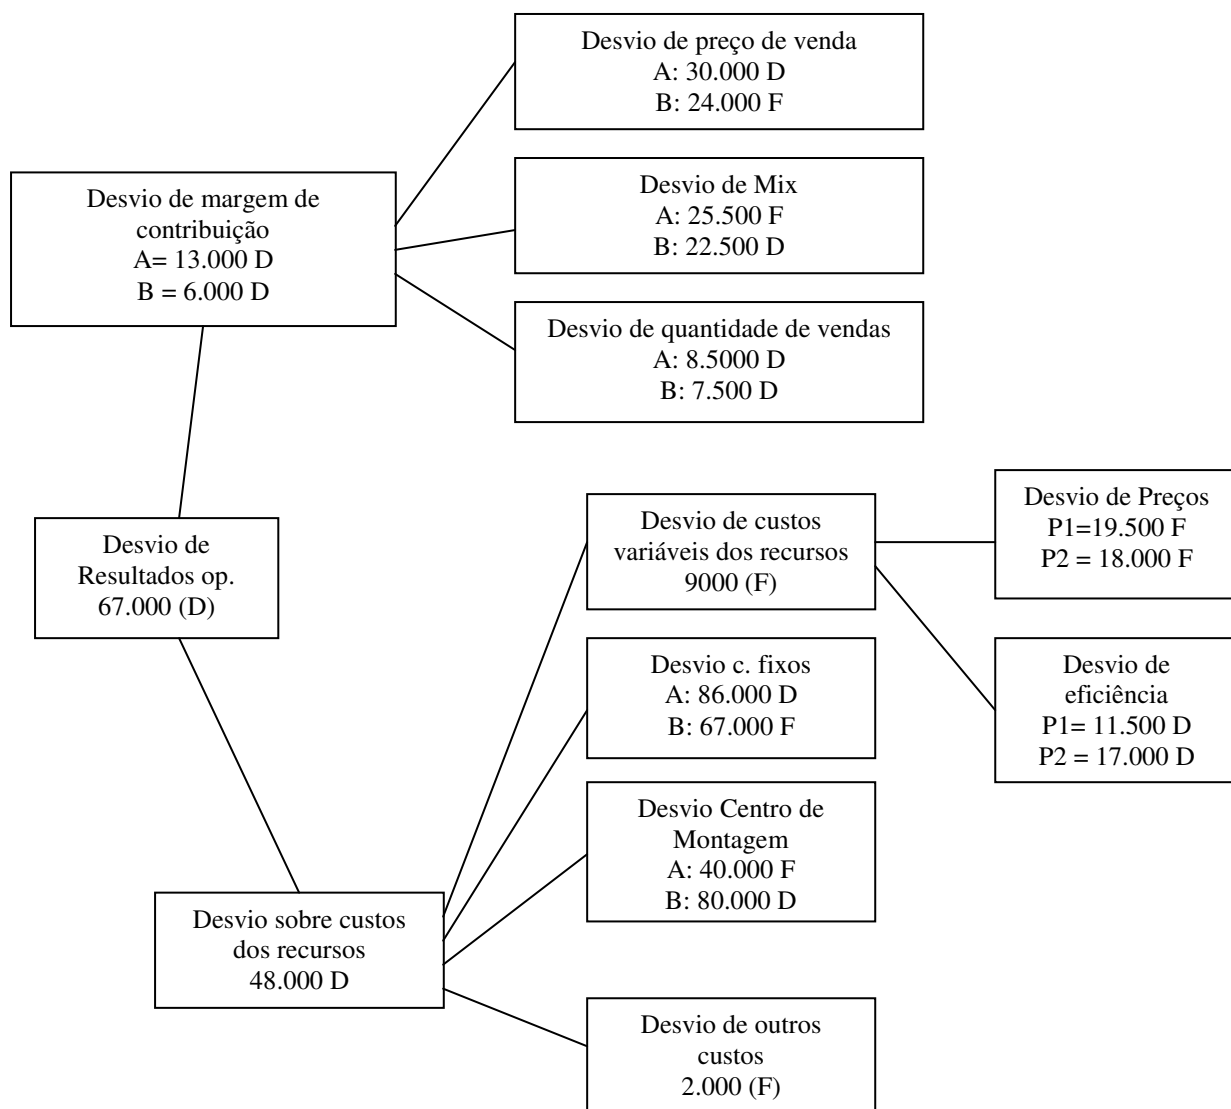 Desvio de preço de venda
A: 30.000 D
B: 24.000 F
Desvio de margem de
contribuição
A= 13.000 D
B = 6.000 D
Desvio de Mix
A: 25.500 F
B: 22.500 D
Desvio de quantidade de vendas
A: 8.5000 D
B: 7.500 D
Desvio de
Resultados op.
67.000 (D)
Desvio de custos
variáveis dos recursos
9000 (F)
Desvio de Preços
P1=19.500 F
P2 = 18.000 F
Desvio de
eficiência
P1= 11.500 D
P2 = 17.000 D
Desvio c. fixos
A: 86.000 D
B: 67.000 F
Desvio Centro de
Montagem
A: 40.000 F
B: 80.000 D
Desvio sobre custos
dos recursos
48.000 D
Desvio de outros
custos
2.000 (F)